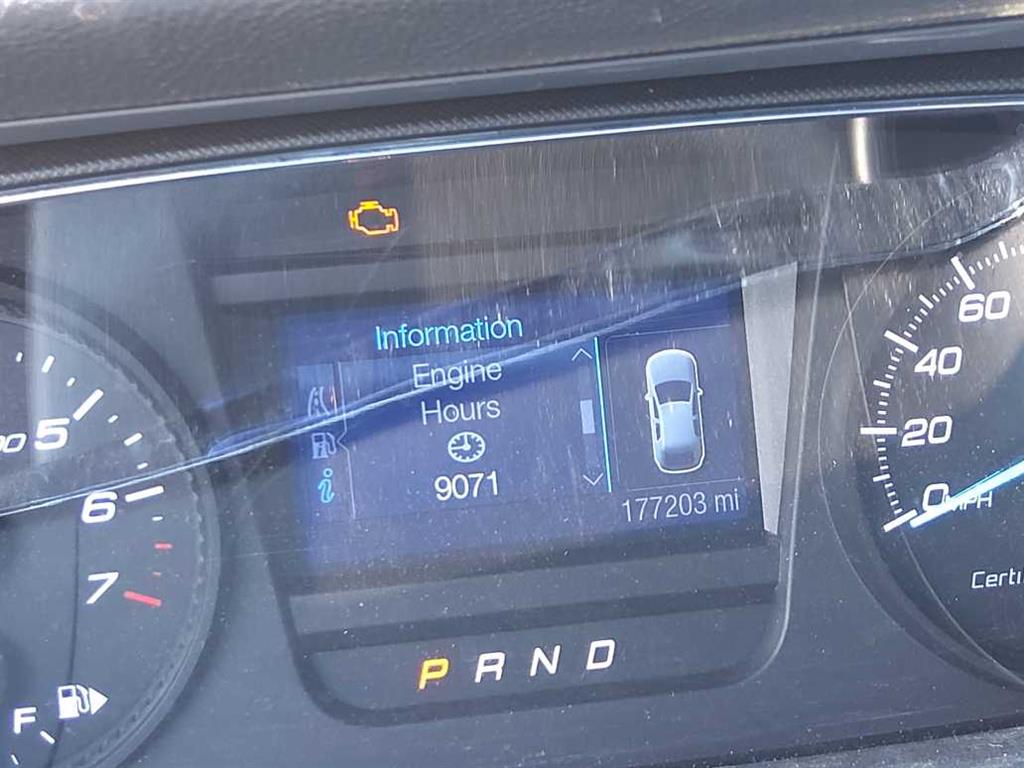 Information
Engine
Hours
9071
177203 mi
P R N D
5
6
7
F
60
40
20
0
MPH
Certi